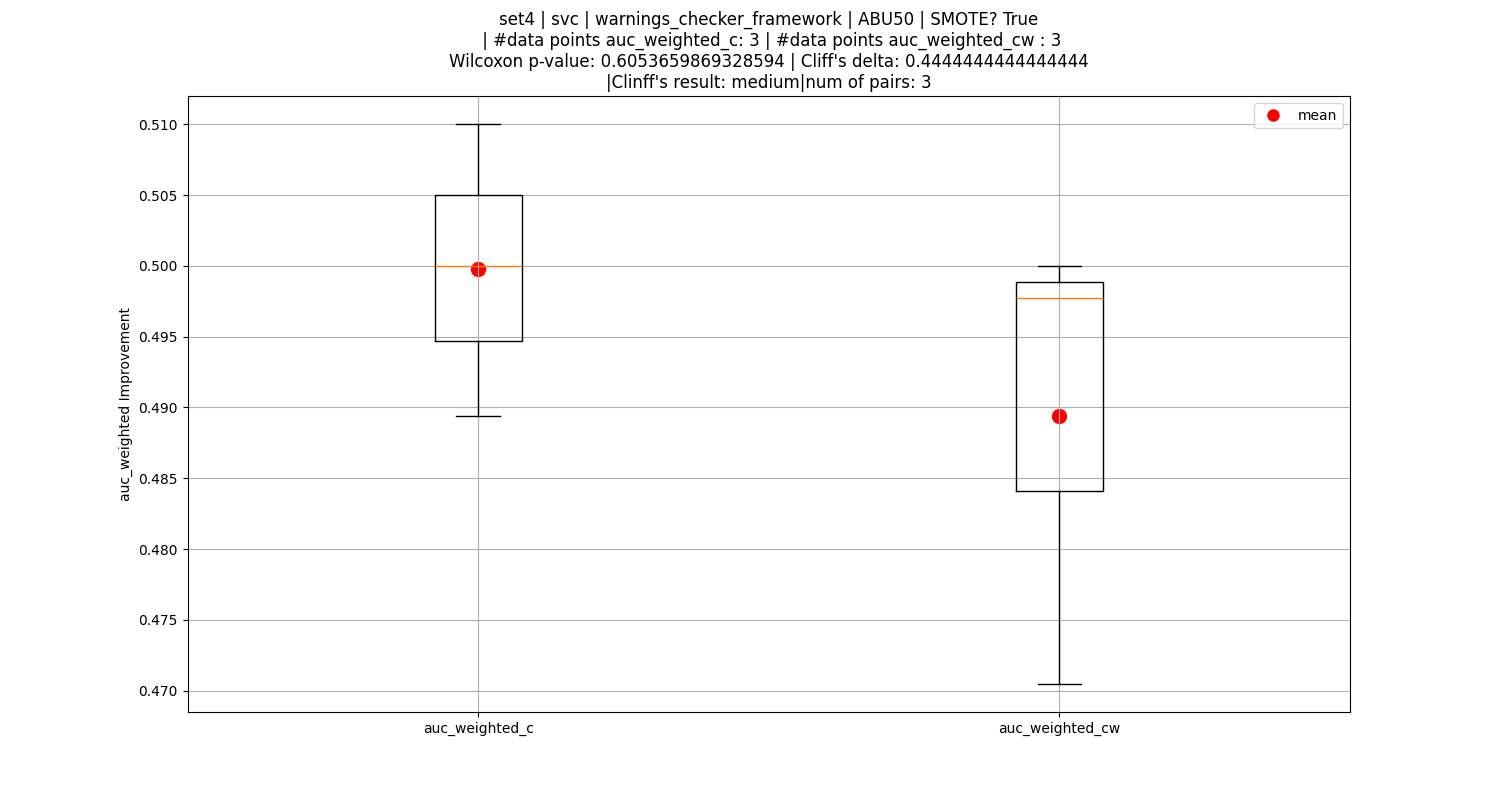 set4 | svc | warnings_checker_framework | ABU50 | SMOTE? True
| #data points auc_weighted_c: 3 | #data points auc_weighted_cw : 3
Wilcoxon p-value: 0.6053659869328594 | Cliff's delta: 0.4444444444444444
|Clinff's result: medium|num of pairs: 3
mean
auc_weighted Improvement
0.510
0.505
0.500
0.495
0.490
0.485
0.480
0.475
0.470
auc_weighted_c
auc_weighted_cw